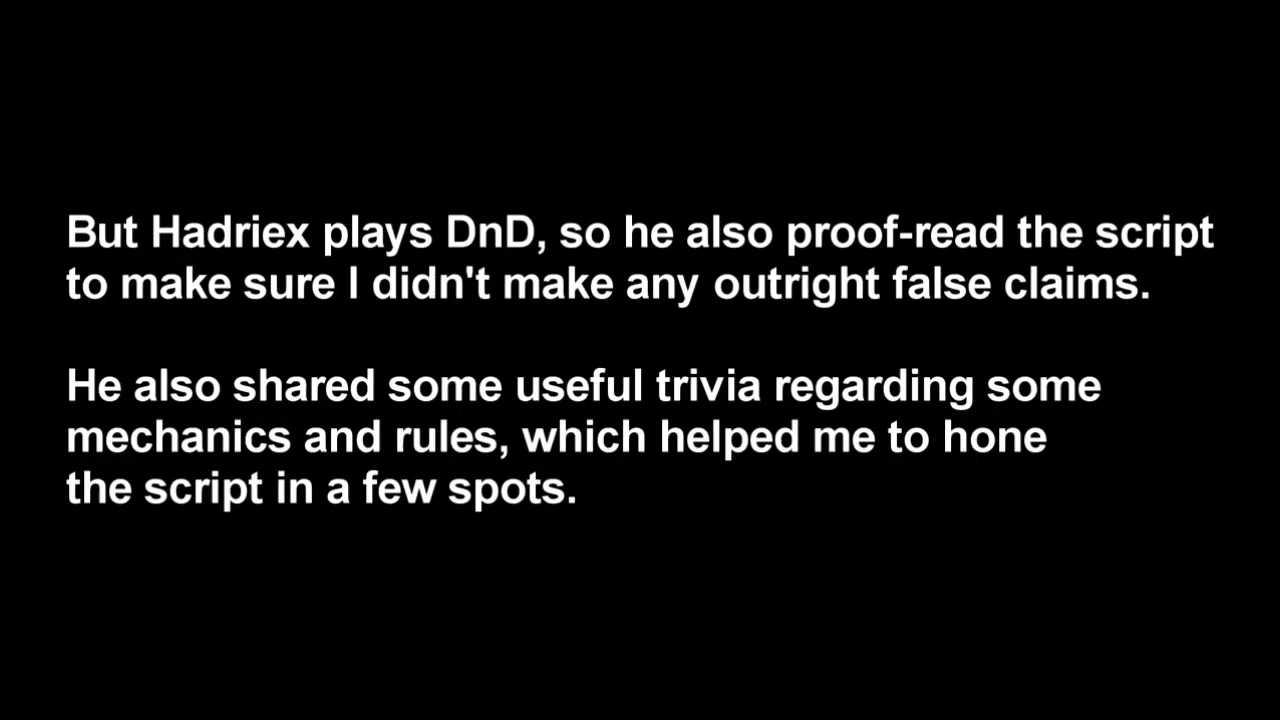 But Hadriex plays DnD, so he also proof-read the script
to make sure I didn't make any outright false claims.
He also shared some useful trivia regarding some
mechanics and rules, which helped me to hone
the script in a few spots.